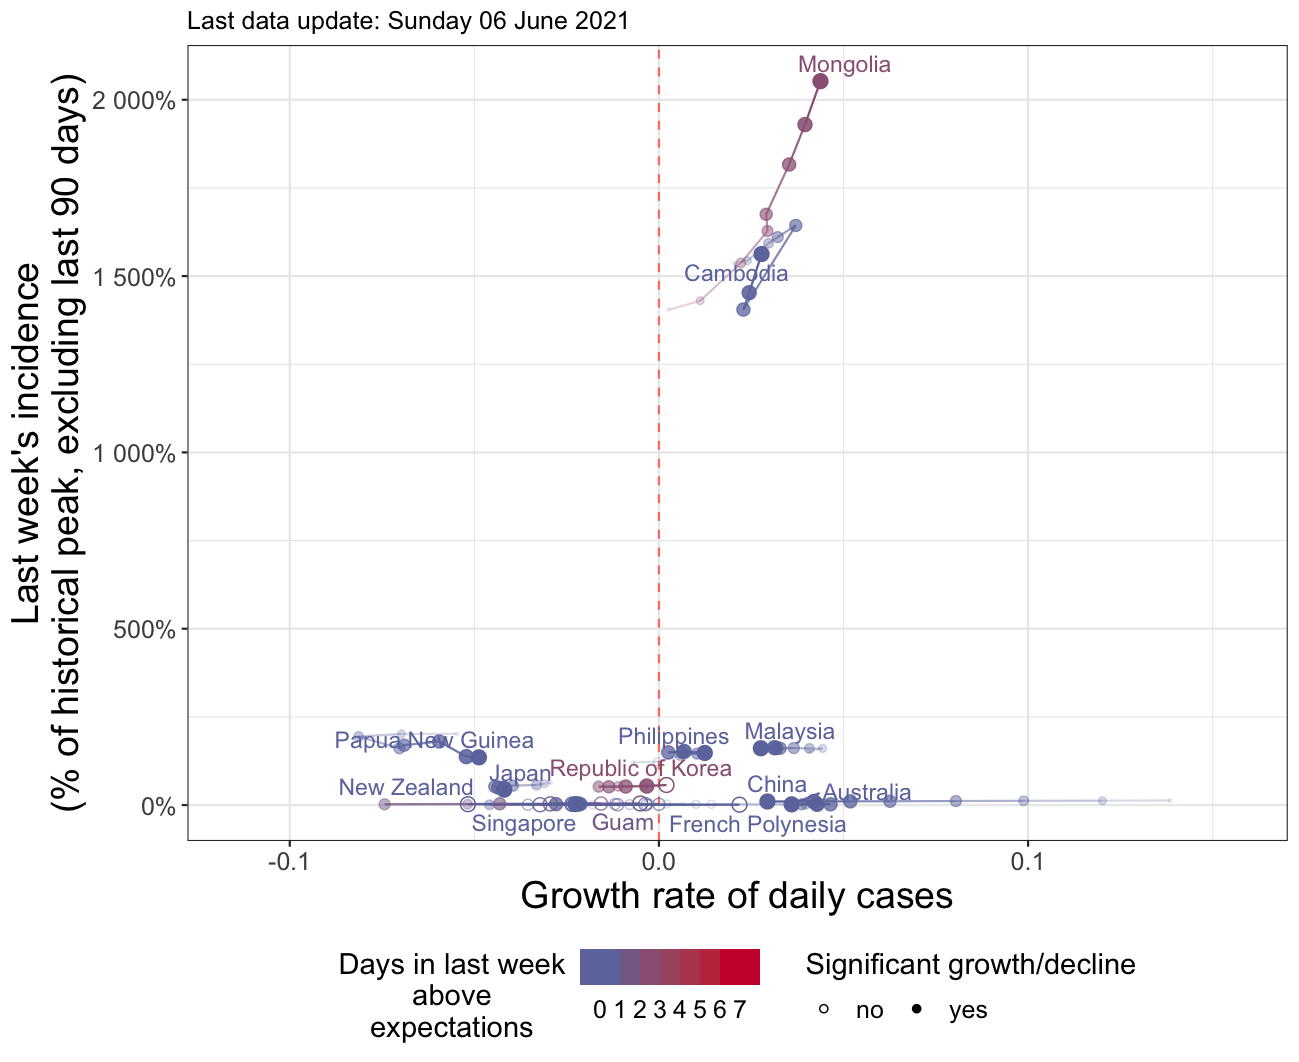 Last data update: Sunday 06 June 2021
Last week's incidence
(% of historical peak, excluding last 90 days)
2 000%
1 500%
1 000%
500%
0%
Mongolia
Cambodia
Philippines
Malaysia
Papua New Guinea
Republic of Korea
Japan
New Zealand
China
Australia
Singapore
Guam
French Polynesia
-0.1
0.0
0.1
Growth rate of daily cases
Days in last week
above
expectations
0 1 2 3 4 5 6 7
Significant growth/decline
no
yes